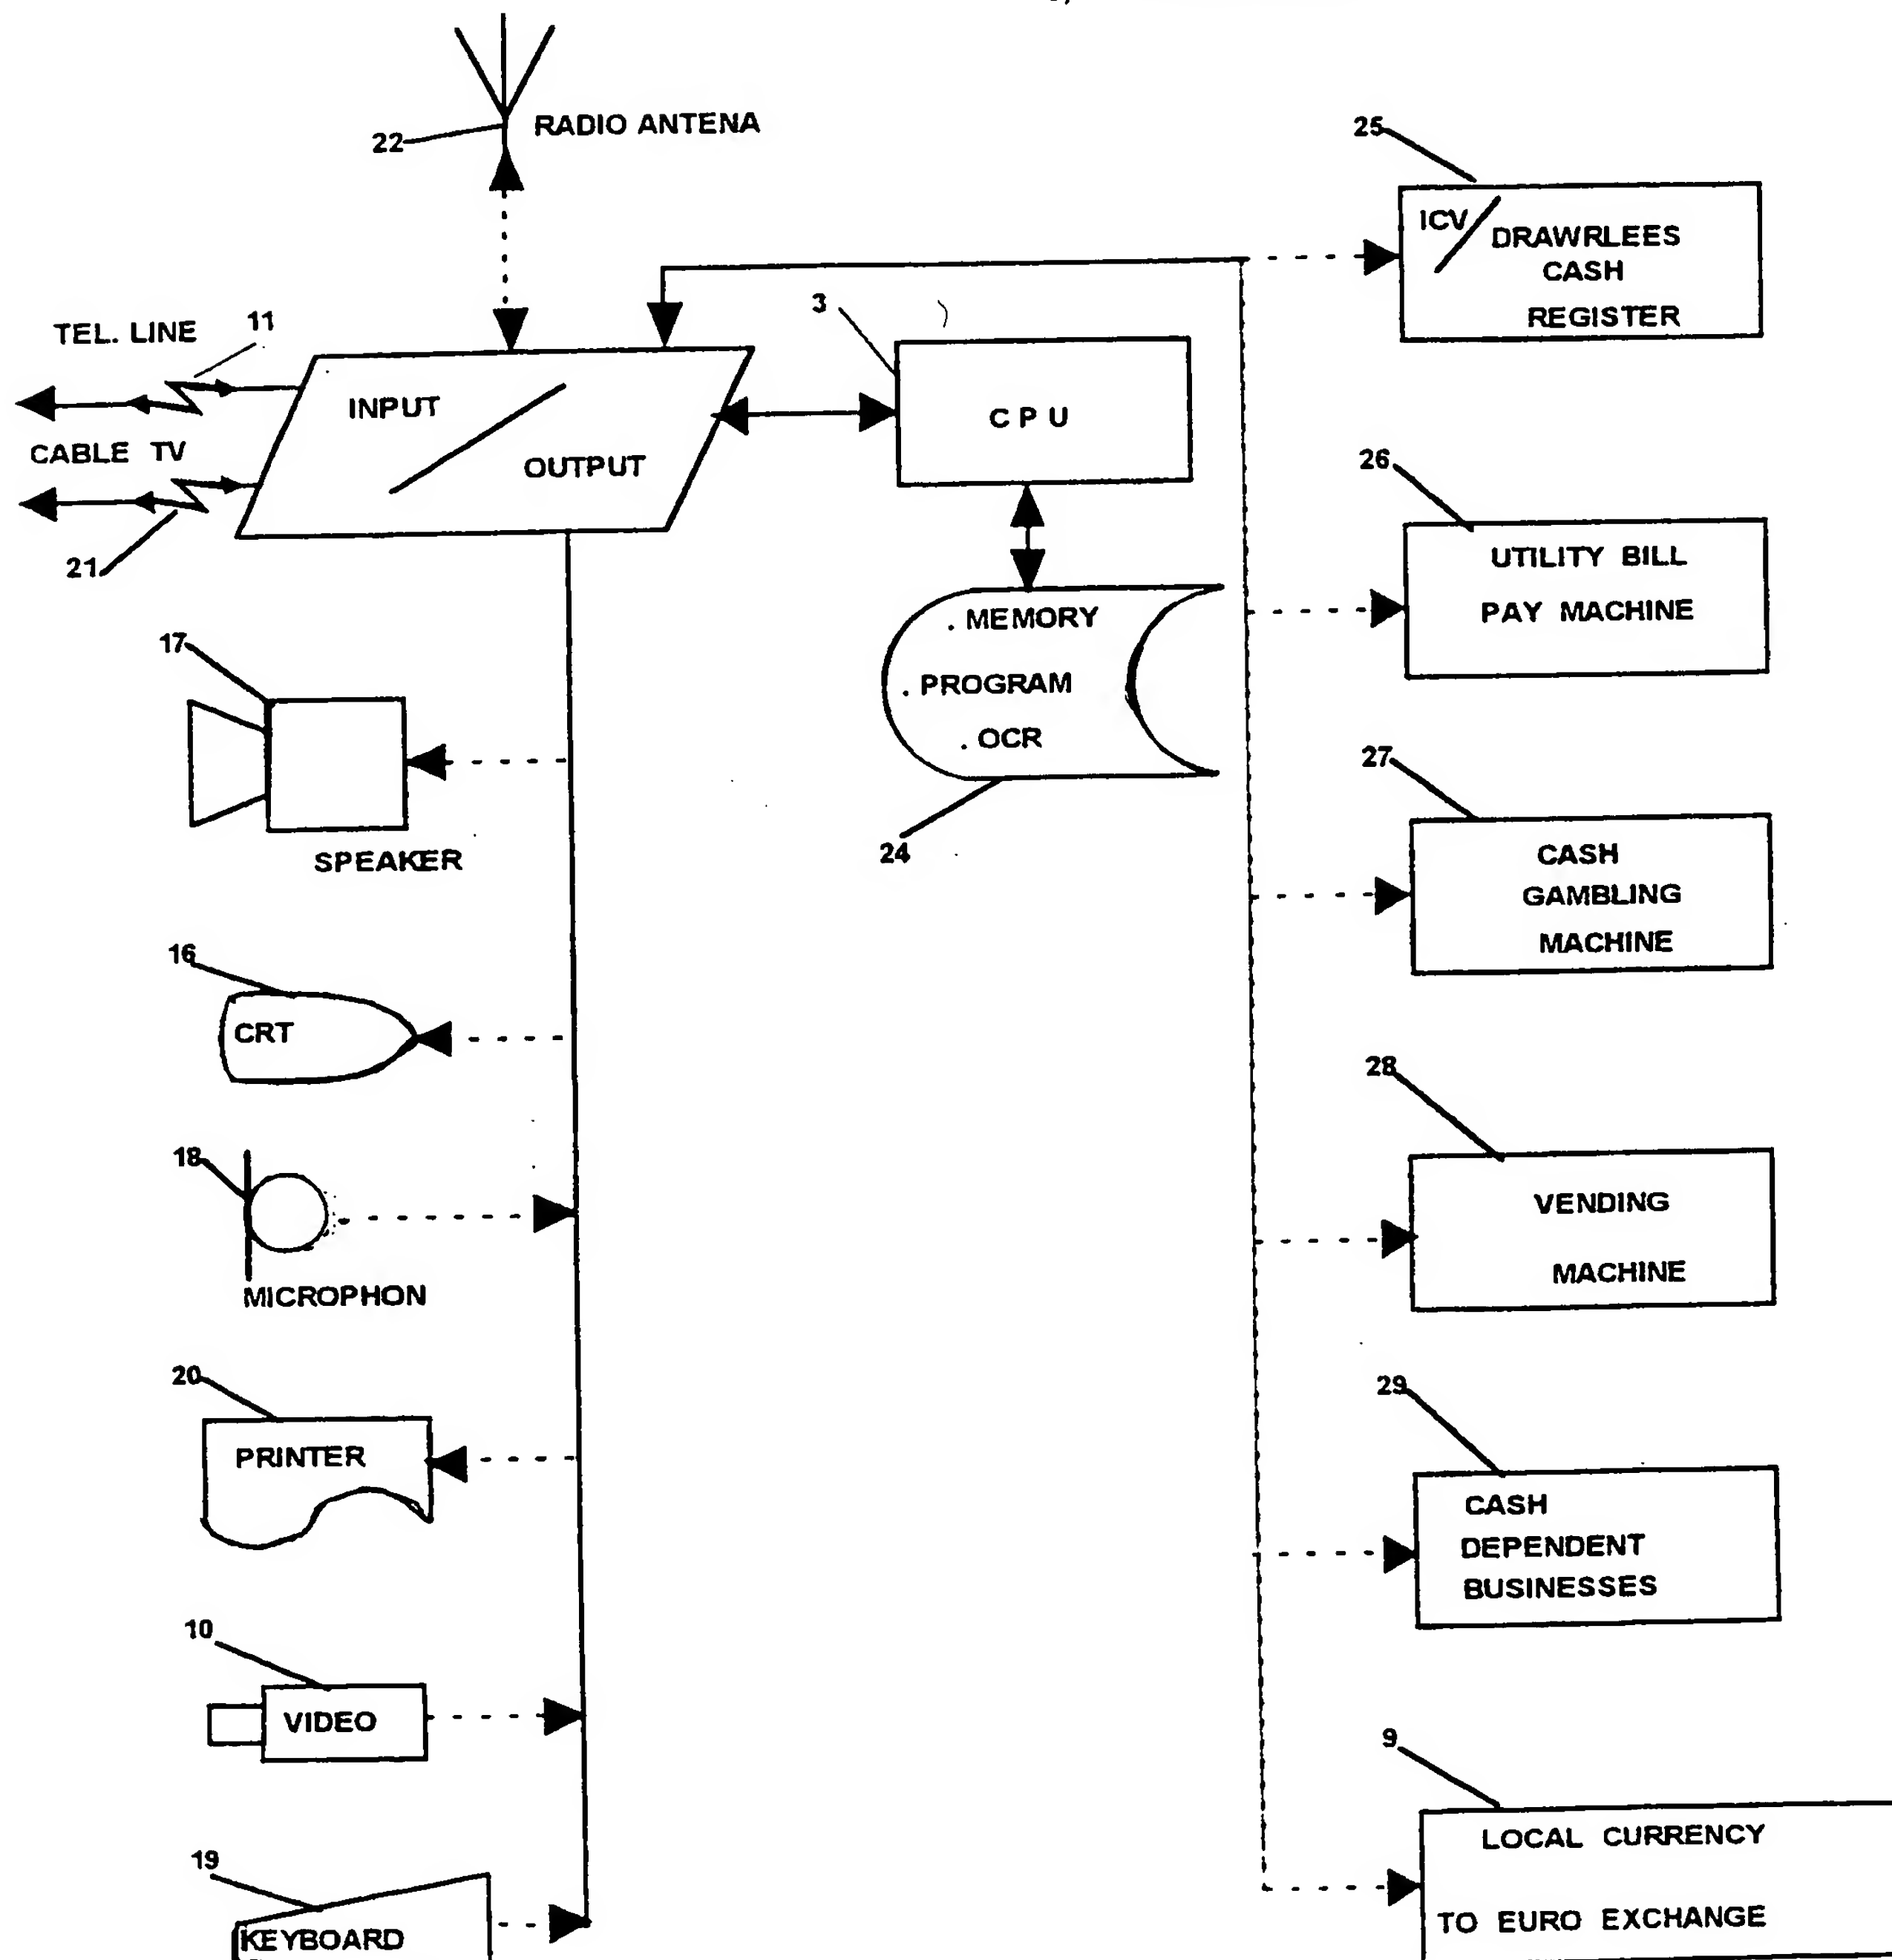 22
RADIO ANTENA
25
ICV
DRAWRLEES
CASH
REGISTER
TEL. LINE
11
3
INPUT
OUTPUT
C P U
CABLE TV
21
26
UTILITY BILL
PAY MACHINE
. MEMORY
. PROGRAM
. OCR
24
17
SPEAKER
27
CASH
GAMBLING
MACHINE
16
CRT
28
VENDING
MACHINE
18
MICROPHON
20
PRINTER
29
CASH
DEPENDENT
BUSINESSES
10
VIDEO
9
LOCAL CURRENCY
TO EURO EXCHANGE
19
KEYBOARD